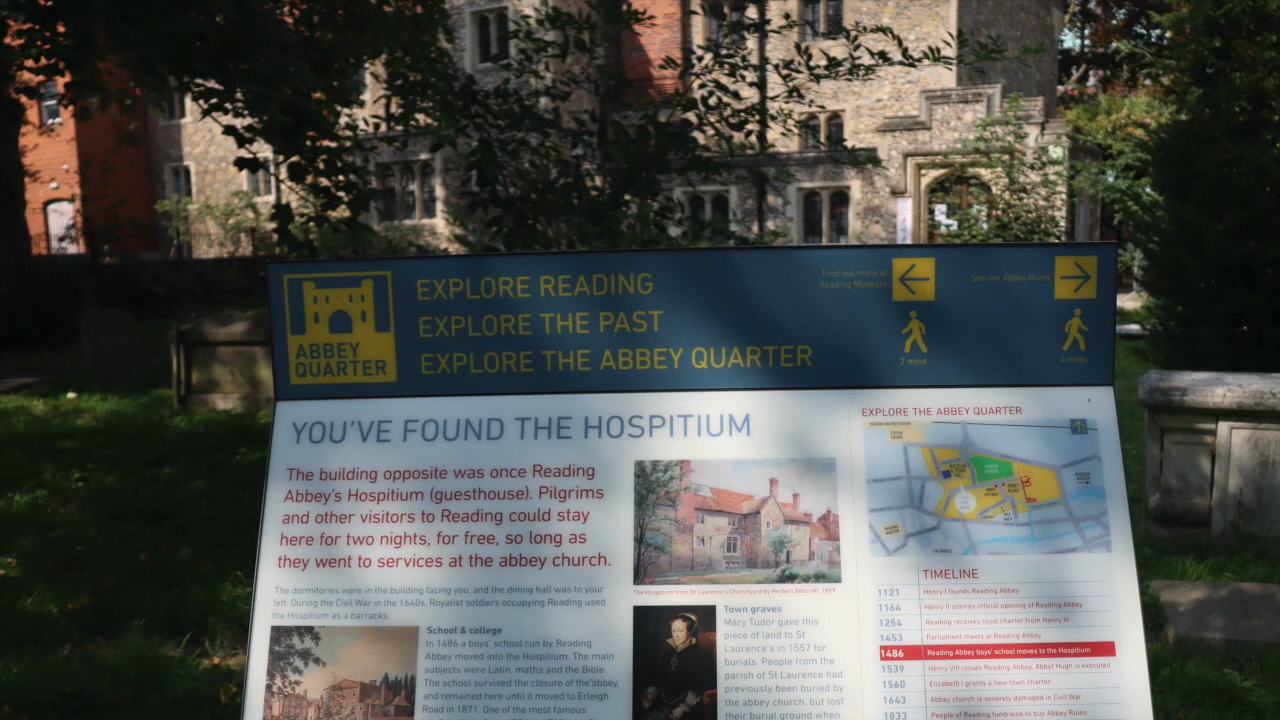 ABBEY
QUARTER
EXPLORE READING
EXPLORE THE PAST
EXPLORE THE ABBEY QUARTER
Find out more at
Reading Museum
2 mins
See the Abbey Ruins
4 mins
YOU'VE FOUND THE HOSPITIUM
The building opposite was once Reading
Abbey's Hospitium (guesthouse). Pilgrims
and other visitors to Reading could stay
here for two nights, for free, so long as
they went to services at the abbey church.
The dormitories were in the building facing you, and the dining hall was to your
left. During the Civil War in the 1640s, Royalist soldiers occupying Reading used
the Hospitium as a barracks.
School & college
In 1486 a boys' school run by Reading
Abbey moved into the Hospitium. The main
subjects were Latin, maths and the Bible.
The school survived the closure of the abbey,
and remained here until it moved to Erleigh
Road in 1871. One of the most famous
The Hospitium from St Laurence's Churchyard by Herbert Beecroft, 1899
Town graves
Mary Tudor gave this
piece of land to St
Laurence's in 1557 for
burials. People from the
parish of St Laurence had
previously been buried by
the abbey church, but lost
their burial ground when
EXPLORE THE ABBEY QUARTER
STATION
SQUARE
TIMELINE
1121 Henry I founds Reading Abbey
1164 Henry II attends official opening of Reading Abbey
1254 Reading receives royal charter from Henry III
1453 Parliament meets at Reading Abbey
1486 Reading Abbey boys' school moves to the Hospitium
1539 Henry VIII closes Reading Abbey, Abbot Hugh is executed
1560 Elizabeth I grants a new town charter
1643 Abbey church is severely damaged in Civil War
1833 People of Reading fundraise to buy Abbey Ruins